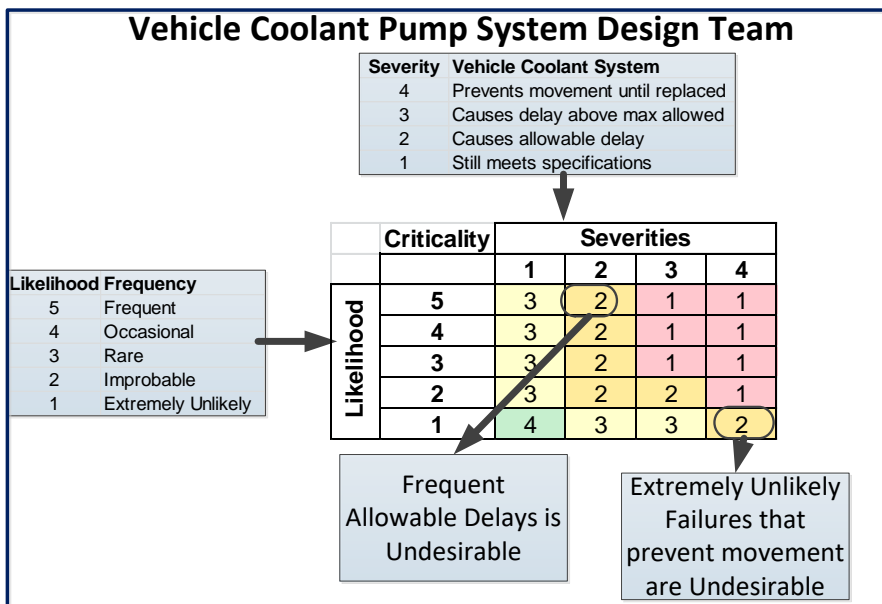 Vehicle Coolant Pump System Design Team
Severity Vehicle Coolant System
4 Prevents movement until replaced
3 Causes delay above max allowed
2 Causes allowable delay
1 Still meets specifications
Criticality Severities
1 2 3 4
Likelihood Frequency
5 Frequent
4 Occasional
3 Rare
2 Improbable
1 Extremely Unlikely
Likelihood
5 3 2 1 1
4 3 2 1 1
3 3 2 1 1
2 3 2 2 1
1 4 3 3 2
Frequent
Allowable Delays is
Undesirable
Extremely Unlikely
Failures that
prevent movement
are Undesirable